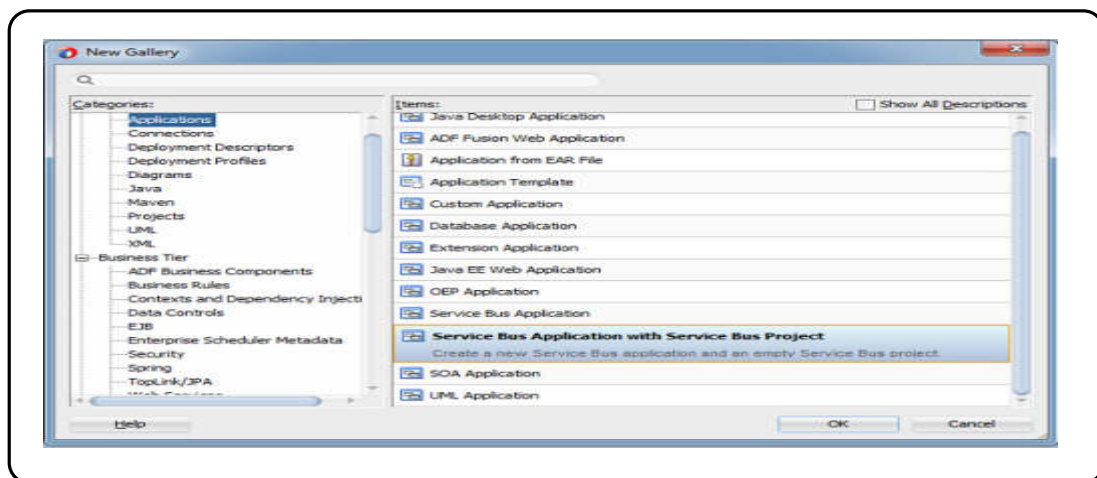 New Gallery
Categories:
Applications
Connections
Deployment Descriptors
Deployment Profiles
Diagrams
Java
Maven
Projects
UML
XML
Business Tier
ADF Business Components
Business Rules
Contexts and Dependency Injecti
Data Controls
EJB
Enterprise Scheduler Metadata
Security
Spring
TopLink/JPA
Items:
Show All Descriptions
Java Desktop Application
ADF Fusion Web Application
Application from EAR File
Application Template
Custom Application
Database Application
Extension Application
Java EE Web Application
OEP Application
Service Bus Application
Service Bus Application with Service Bus Project
Create a new Service Bus application and an empty Service Bus project.
SOA Application
UML Application
Help
OK
Cancel